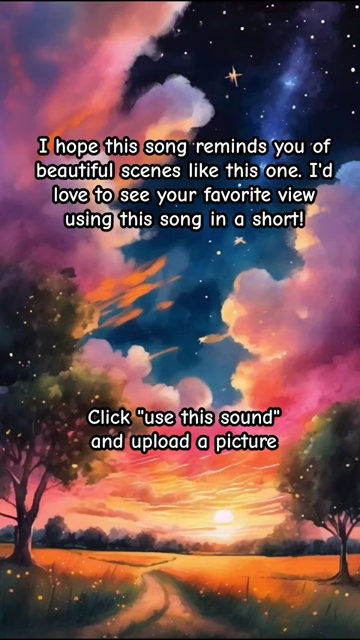 I hope this song reminds you of
beautiful scenes like this one. I'd
love to see your favorite view
using this song in a short!
Click "use this sound"
and upload a picture